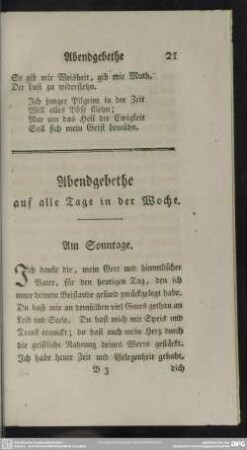 Abendgebethe 21
So gib mir Weisheit, gib mir Muth,
Der Lust zu widerstehn.
Ich junger Pilgrim in der Zeit
Will alles Böse fliehn;
Nur um das Heil der Ewigkeit
Soll sich mein Geist bemühn.
Abendgebethe
auf alle Tage in der Woche.
Am Sonntage.
Ich danke dir, mein Gott und himmlischer
Vater, für den heutigen Tag, den ich
unter deinem Beistande gesund zurückgelegt habe.
Du hast mir an demselben viel Gutes gethan an
Leib und Seele. Du hast mich mit Speis und
Trank erquickt; du hast auch mein Herz durch
die geistliche Nahrung deines Worts gestärkt.
Ich habe heute Zeit und Gelegenheit gehabt,
B 3 dich